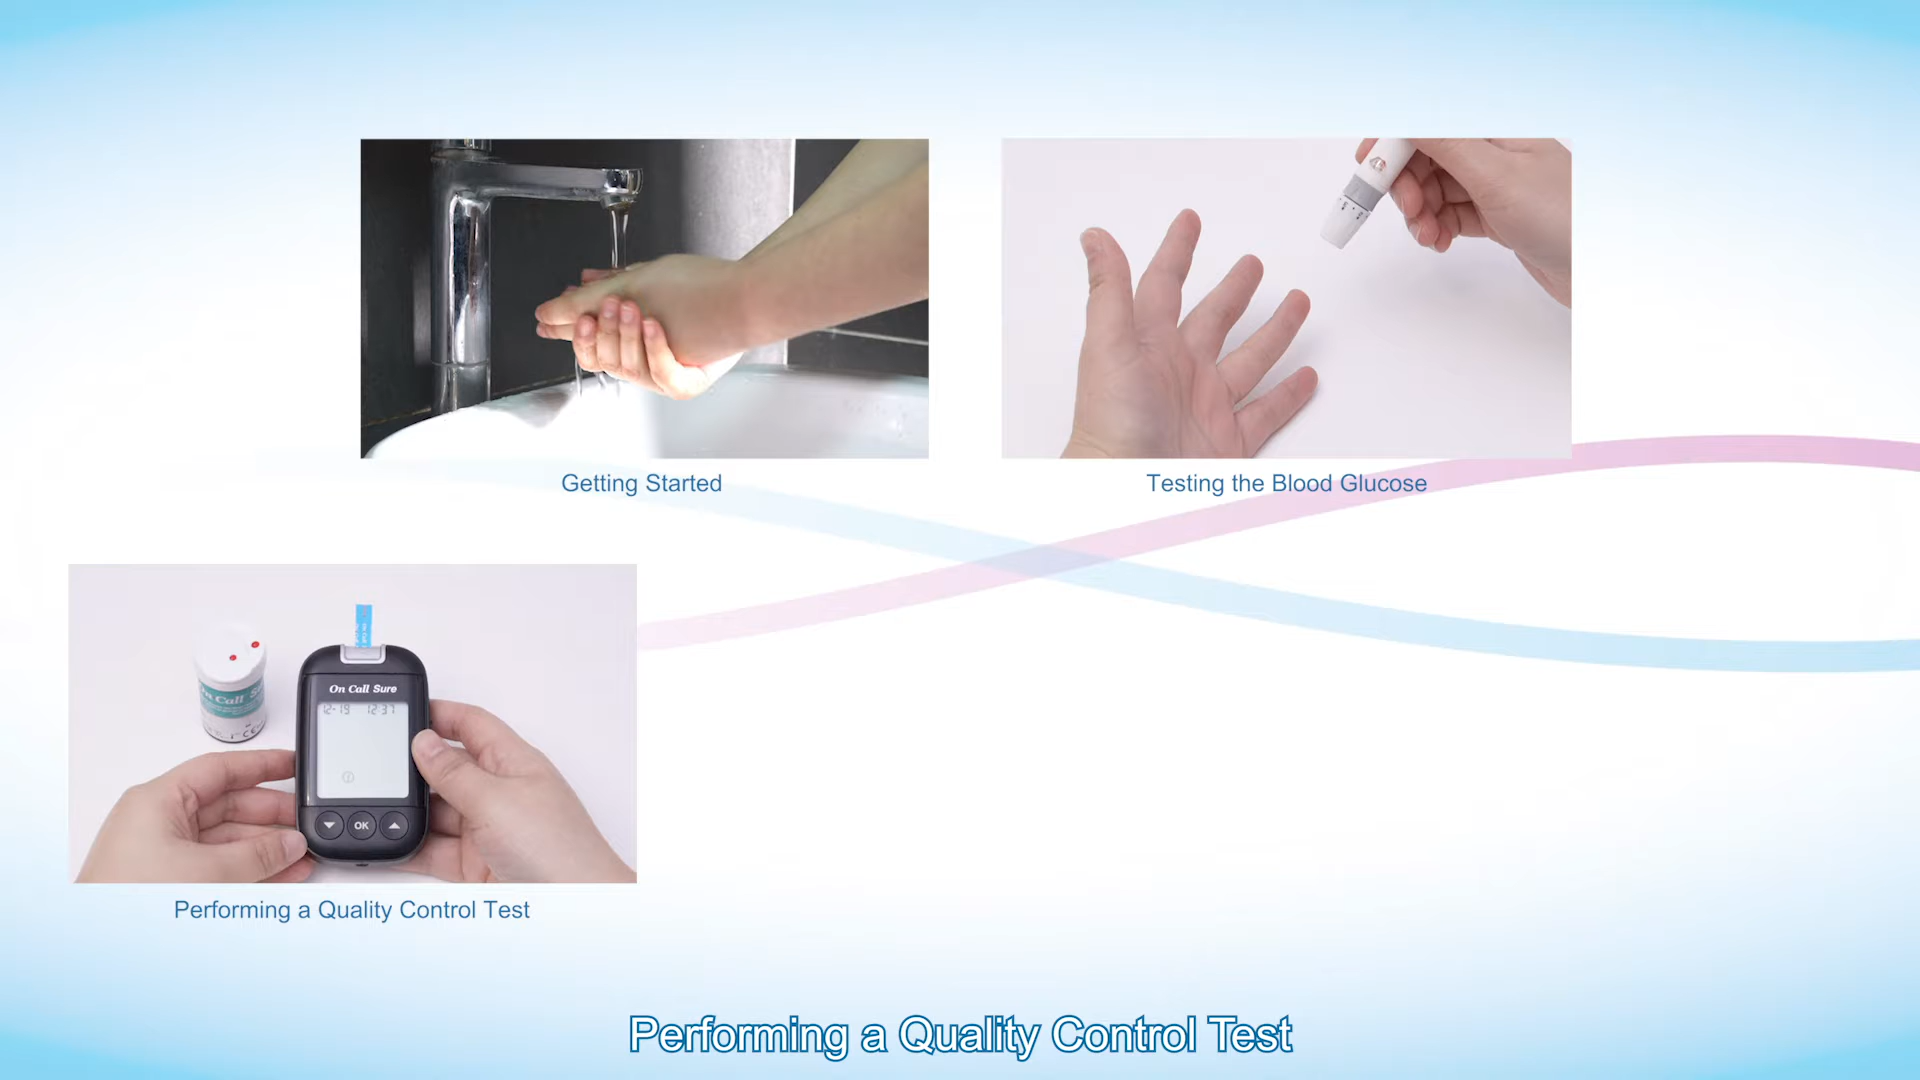 Getting Started
Testing the Blood Glucose
On Call Sure
12-19 12:37
OK
Performing a Quality Control Test
Performing a Quality Control Test